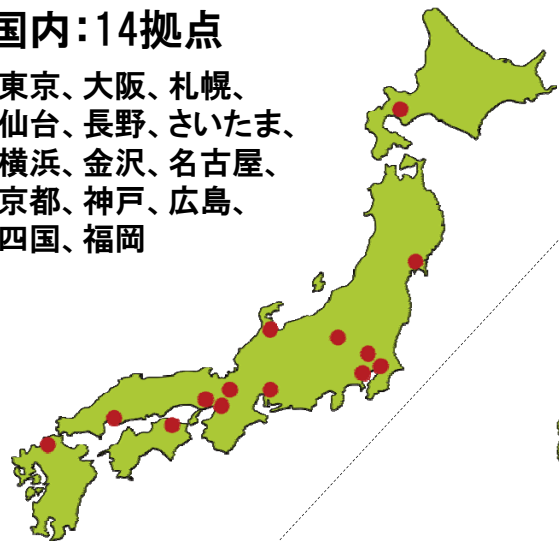 国内：14拠点
東京、大阪、札幌、
仙台、長野、さいたま、
横浜、金沢、名古屋、
京都、神戸、広島、
四国、福岡